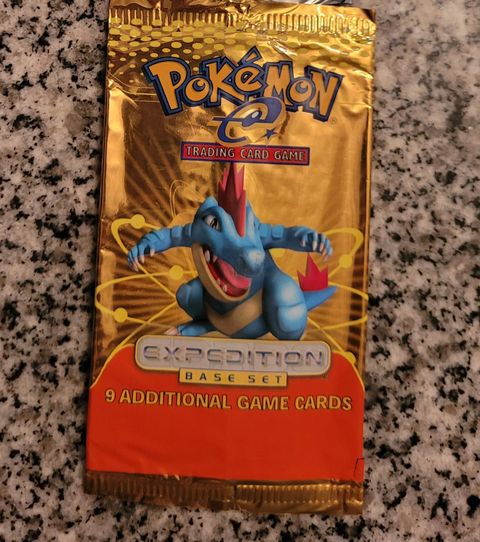 POKéMON
e
TRADING CARD GAME
EXPEDITION
BASE SET
9 ADDITIONAL GAME CARDS